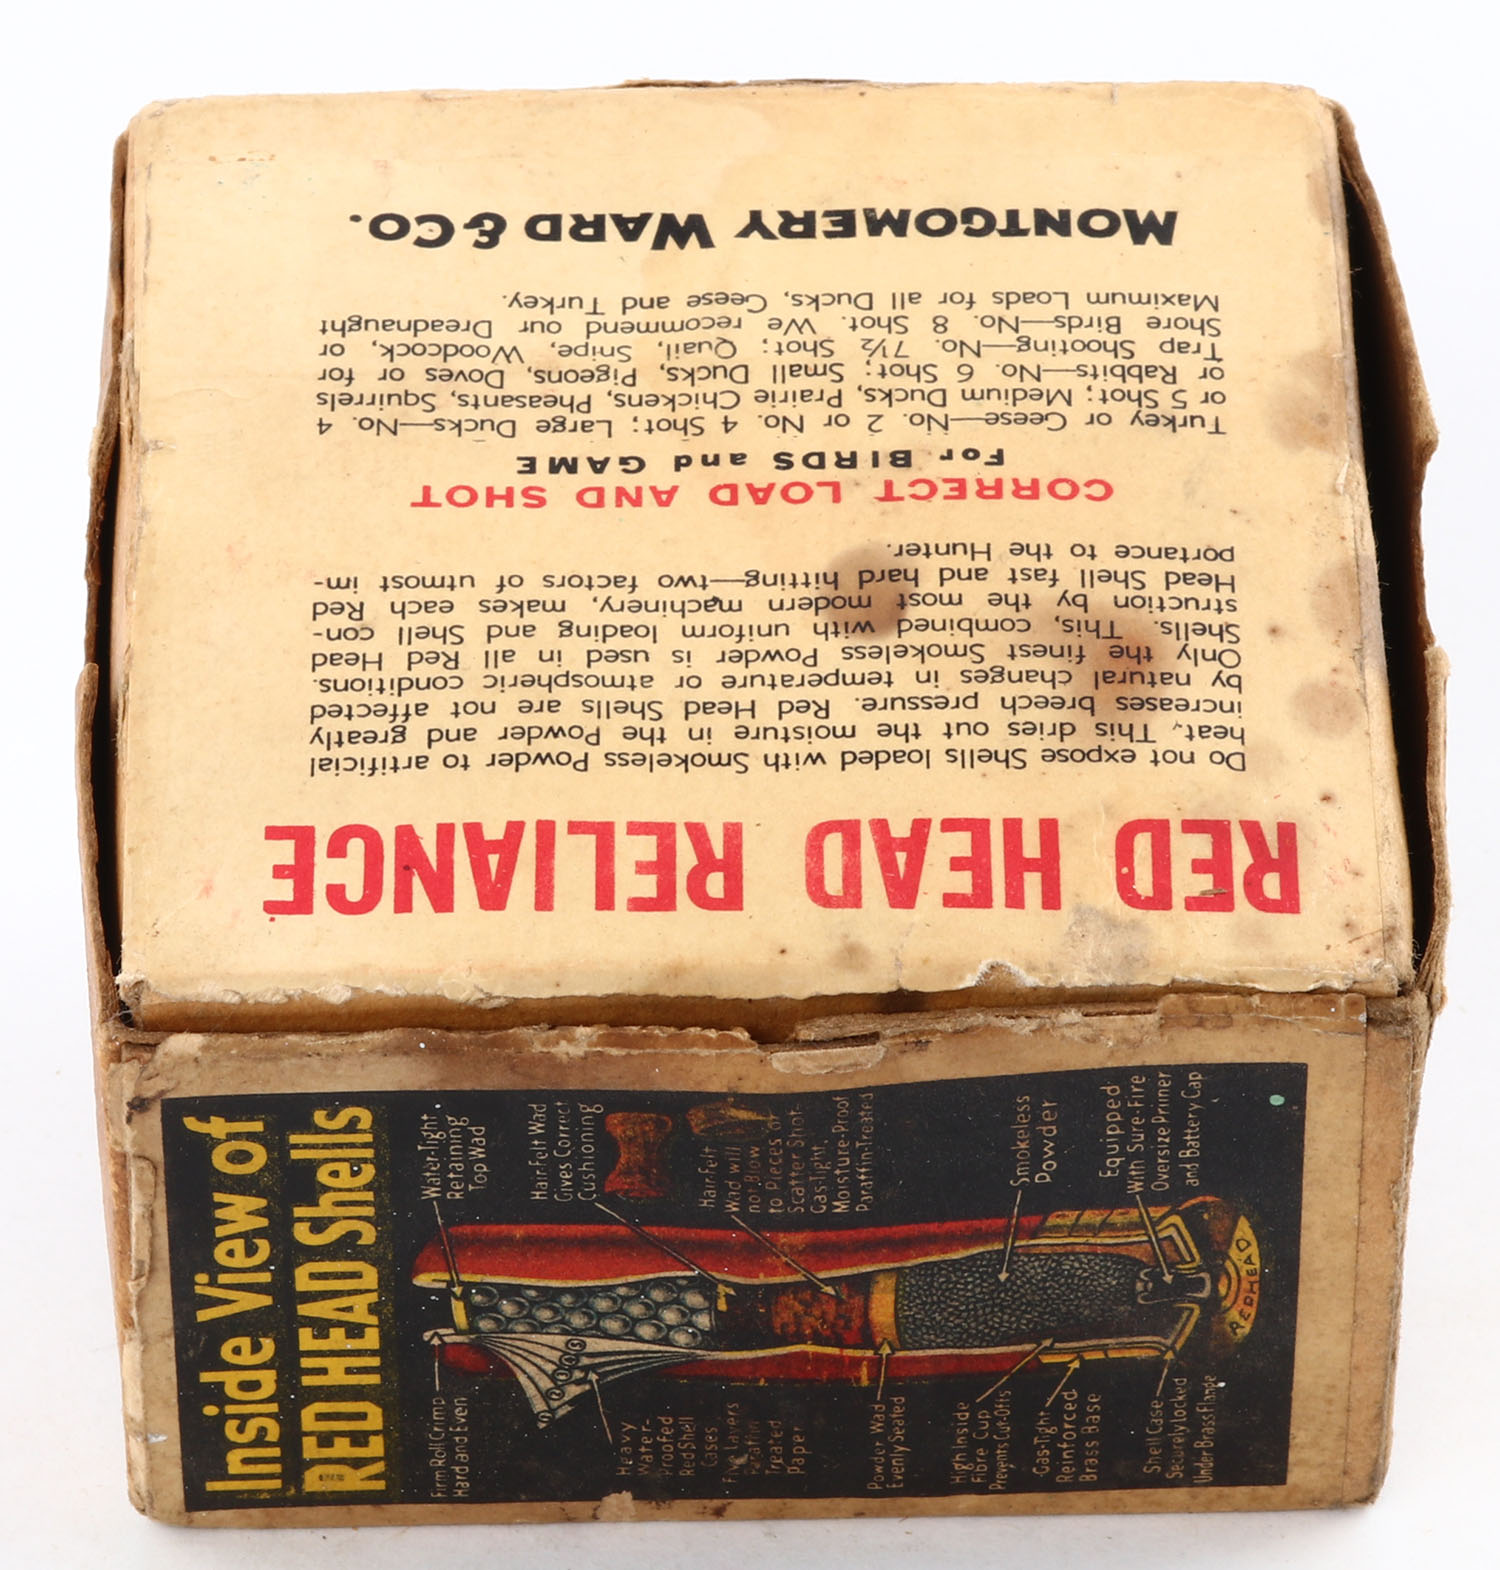 RED HEAD RELIANCE
Do not expose Shells loaded with Smokeless Powder to artificial
heat. This dries out the moisture in the Powder and greatly
increases breech pressure. Red Head Shells are not affected
by natural changes in temperature or atmospheric conditions.
Only the finest Smokeless Powder is used in all Red Head
Shells. This, combined with uniform loading and Shell con-
struction by the most modern machinery, makes each Red
Head Shell fast and hard hitting—two factors of utmost im-
portance to the Hunter.
CORRECT LOAD AND SHOT
For BIRDS and GAME
Turkey or Geese—No. 2 or No. 4 Shot; Large Ducks—No. 4
or 5 Shot; Medium Ducks, Prairie Chickens, Pheasants, Squirrels
or Rabbits—No. 6 Shot; Small Ducks, Pigeons, Doves or for
Trap Shooting—No. 7½ Shot; Quail, Snipe, Woodcock, or
Shore Birds—No. 8 Shot. We recommend our Dreadnaught
Maximum Loads for all Ducks, Geese and Turkey.
MONTGOMERY WARD & CO.
Inside View of
RED HEAD Shells
Firm Roll Crimp
Hard and Even
Water-Tight
Retaining
Top Wad
Hair-Felt Wad
Gives Correct
Cushioning
Heavy
Water-
Proofed
Red Shell
Cases
Five Layers
Paraffin
Treated
Paper
1 2 3 4 5
Hair-Felt
Wad will
not Blow
to Pieces or
Scatter Shot-
Gas-tight
Moisture-Proof
Paraffin-Treated
Powder Wad
Evenly Seated
High Inside
Fibre Cup
Prevents Cut-Offs
Smokeless
Powder
Gas-Tight
Reinforced
Brass Base
Equipped
With Sure-Fire
Oversize Primer
and Battery Cap
Shell Case
Securely locked
Under Brass Flange
REDHEAD